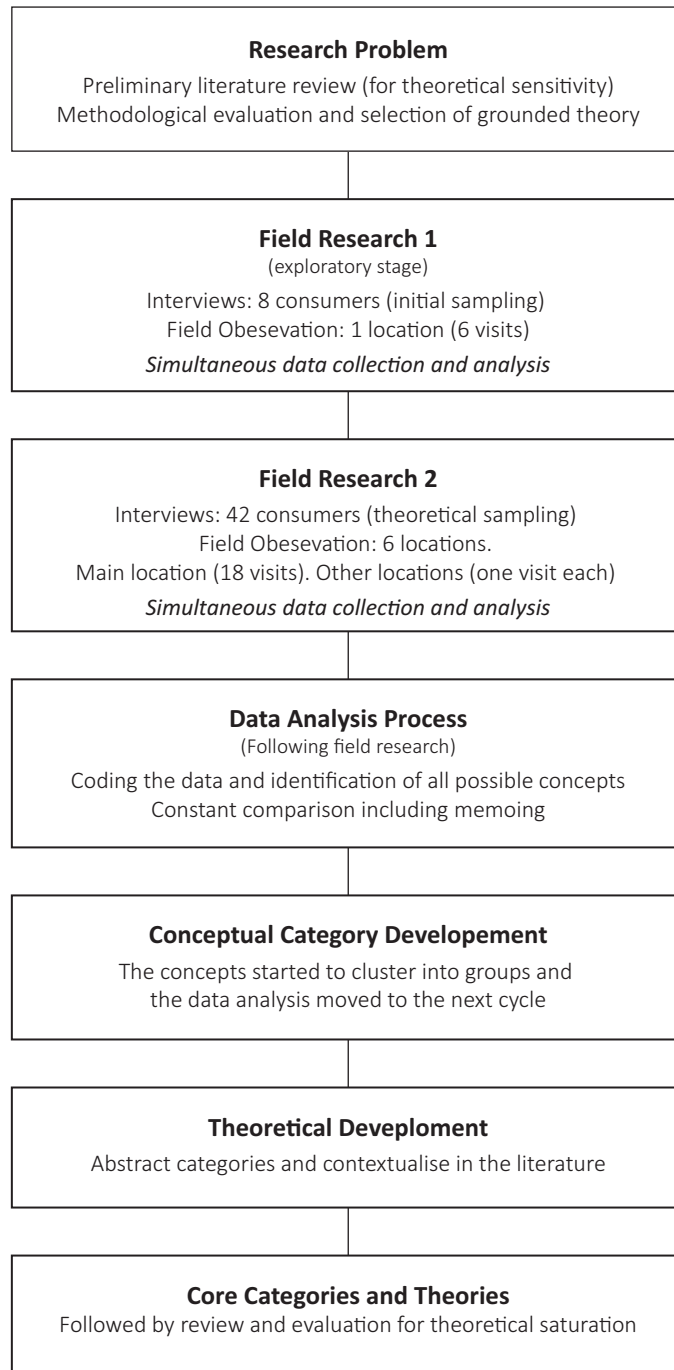 Research Problem
Preliminary literature review (for theoretical sensitivity)
Methodological evaluation and selection of grounded theory
Field Research 1
(exploratory stage)
Interviews: 8 consumers (initial sampling)
Field Obesevation: 1 location (6 visits)
Simultaneous data collection and analysis
Field Research 2
Interviews: 42 consumers (theoretical sampling)
Field Obesevation: 6 locations.
Main location (18 visits). Other locations (one visit each)
Simultaneous data collection and analysis
Data Analysis Process
(Following field research)
Coding the data and identification of all possible concepts
Constant comparison including memoing
Conceptual Category Developement
The concepts started to cluster into groups and
the data analysis moved to the next cycle
Theoretical Deveploment
Abstract categories and contextualise in the literature
Core Categories and Theories
Followed by review and evaluation for theoretical saturation